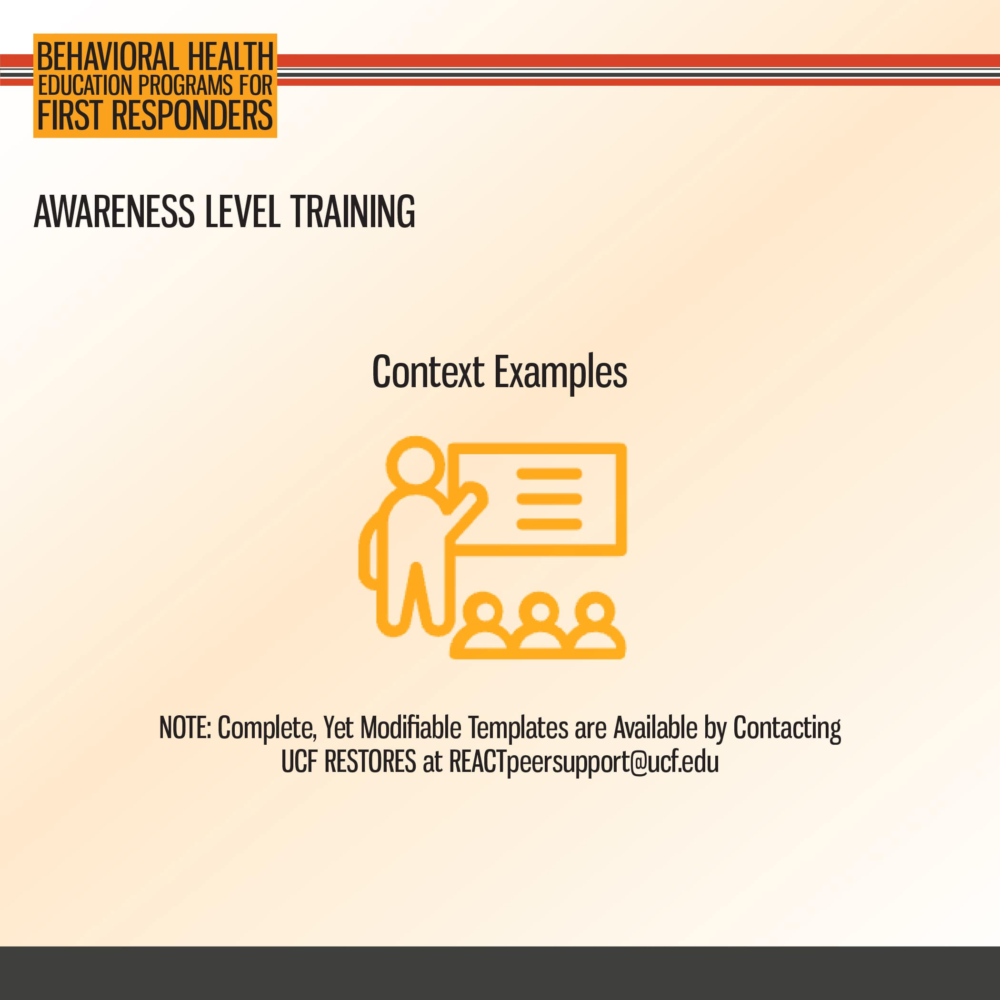 BEHAVIORAL HEALTH
EDUCATION PROGRAMS FOR
FIRST RESPONDERS
AWARENESS LEVEL TRAINING
Context Examples
NOTE: Complete, Yet Modifiable Templates are Available by Contacting
UCF RESTORES at REACTpeersupport@ucf.edu